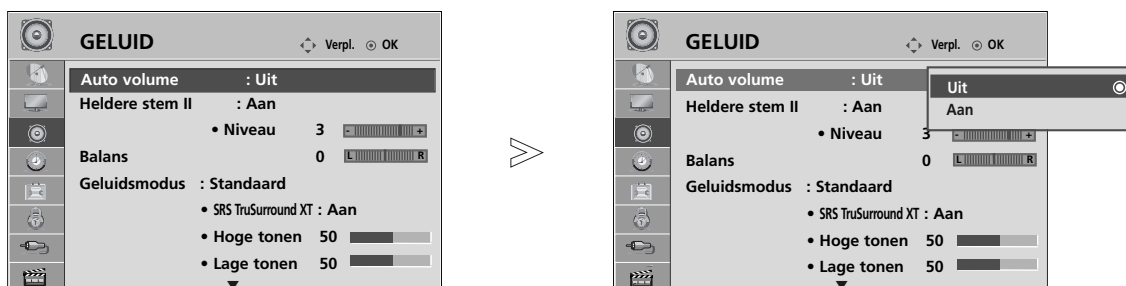 GELUID Verpl. OK
Auto volume : Uit
Heldere stem II : Aan
• Niveau 3 - +
Balans 0 L R
Geluidsmodus : Standaard
• SRS TruSurround XT : Aan
• Hoge tonen 50
• Lage tonen 50
GELUID Verpl. OK
Auto volume : Uit
Uit
Aan
Heldere stem II : Aan
• Niveau 3 - +
Balans 0 L R
Geluidsmodus : Standaard
• SRS TruSurround XT : Aan
• Hoge tonen 50
• Lage tonen 50